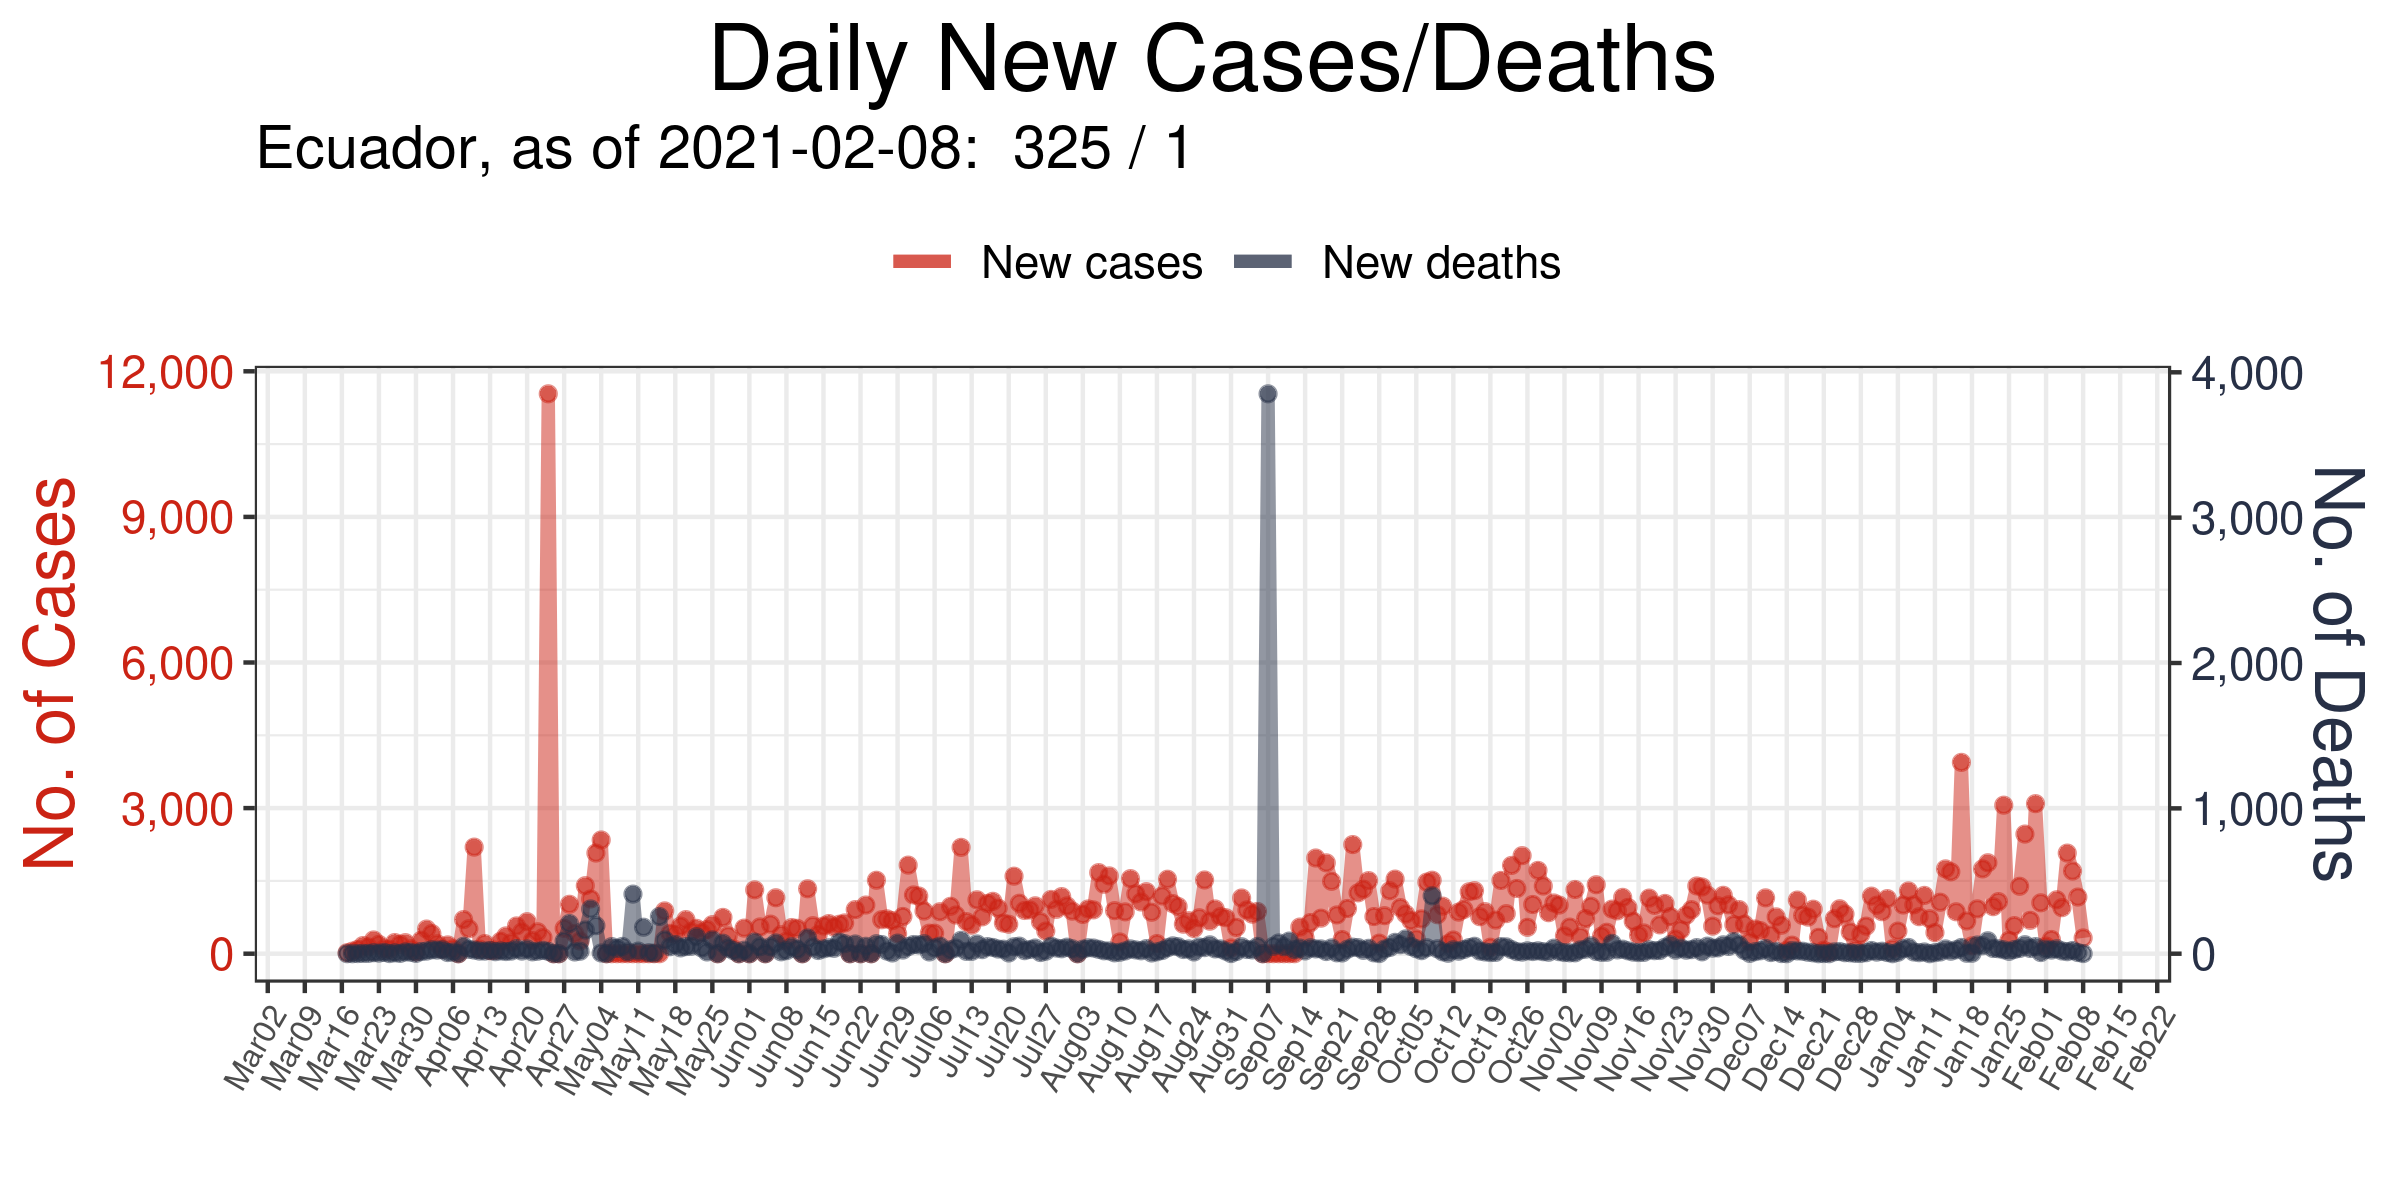 Daily New Cases/Deaths
Ecuador, as of 2021-02-08:  325 / 1
New cases New deaths
12,000
9,000
6,000
3,000
0
No. of Cases
4,000
3,000
2,000
1,000
0
No. of Deaths
Mar02 Mar09 Mar16 Mar23 Mar30 Apr06 Apr13 Apr20 Apr27 May04 May11 May18 May25 Jun01 Jun08 Jun15 Jun22 Jun29 Jul06 Jul13 Jul20 Jul27 Aug03 Aug10 Aug17 Aug24 Aug31 Sep07 Sep14 Sep21 Sep28 Oct05 Oct12 Oct19 Oct26 Nov02 Nov09 Nov16 Nov23 Nov30 Dec07 Dec14 Dec21 Dec28 Jan04 Jan11 Jan18 Jan25 Feb01 Feb08 Feb15 Feb22